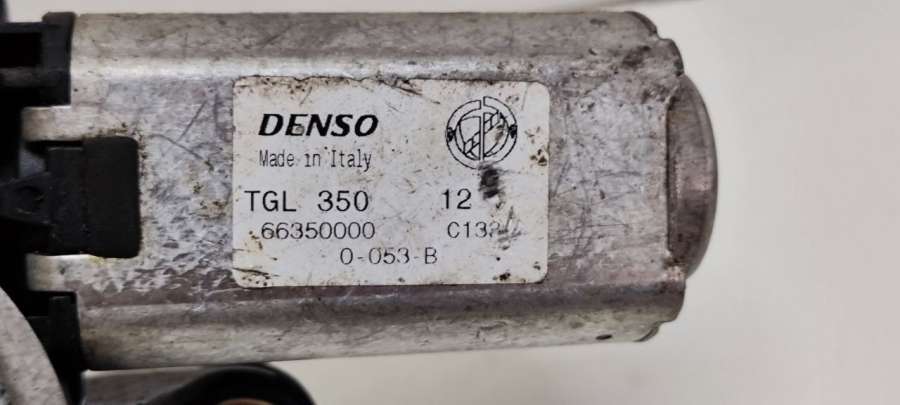 DENSO
Made in Italy
TGL 350 12
66350000
0-053-B